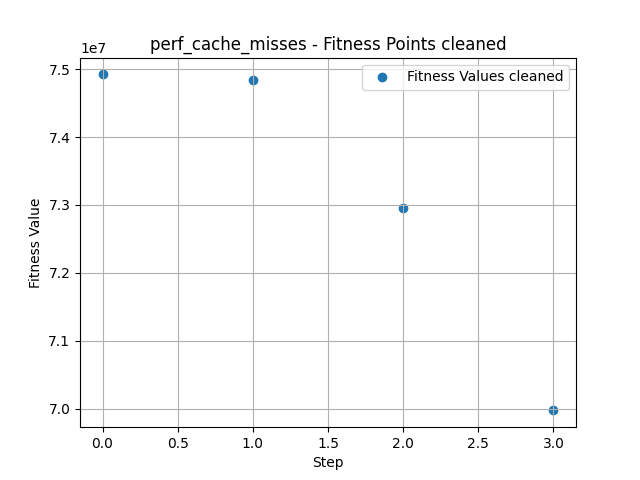 perf_cache_misses - Fitness Points cleaned
1e7
7.5
7.4
7.3
7.2
7.1
7.0
Fitness Value
Fitness Values cleaned
0.0 0.5 1.0 1.5 2.0 2.5 3.0
Step